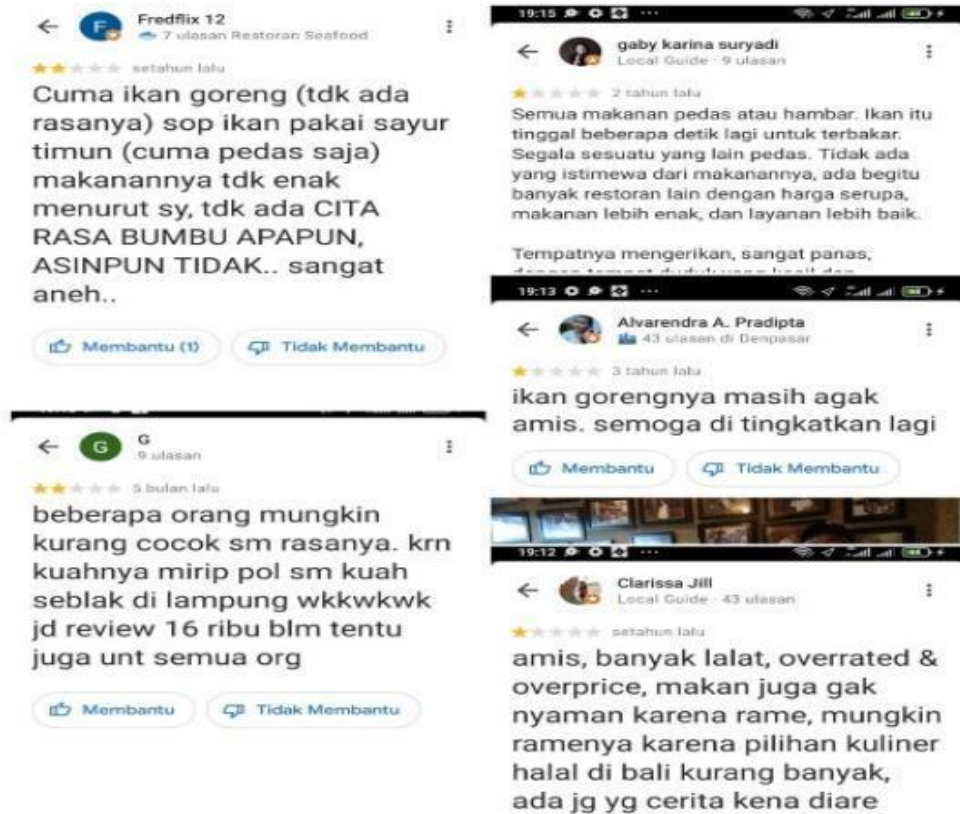 Fredflix 12
7 ulasan Restoran Seafood
setahun lalu
Cuma ikan goreng (tdk ada
rasanya) sop ikan pakai sayur
timun (cuma pedas saja)
makanannya tdk enak
menurut sy, tdk ada CITA
RASA BUMBU APAPUN,
ASINPUN TIDAK.. sangat
aneh..
Membantu (1)
Tidak Membantu
G
G
9 ulasan
5 bulan lalu
beberapa orang mungkin
kurang cocok sm rasanya. krn
kuahnya mirip pol sm kuah
seblak di lampung wkkwkwk
jd review 16 ribu blm tentu
juga unt semua org
Membantu
Tidak Membantu
19:15
gaby karina suryadi
Local Guide · 9 ulasan
2 tahun lalu
Semua makanan pedas atau hambar. Ikan itu
tinggal beberapa detik lagi untuk terbakar.
Segala sesuatu yang lain pedas. Tidak ada
yang istimewa dari makanannya, ada begitu
banyak restoran lain dengan harga serupa,
makanan lebih enak, dan layanan lebih baik.
Tempatnya mengerikan, sangat panas,
19:13
Alvarendra A. Pradipta
43 ulasan di Denpasar
3 tahun lalu
ikan gorengnya masih agak
amis. semoga di tingkatkan lagi
Membantu
Tidak Membantu
19:12
Clarissa Jill
Local Guide · 43 ulasan
setahun lalu
amis, banyak lalat, overrated &
overprice, makan juga gak
nyaman karena rame, mungkin
ramenya karena pilihan kuliner
halal di bali kurang banyak,
ada jg yg cerita kena diare